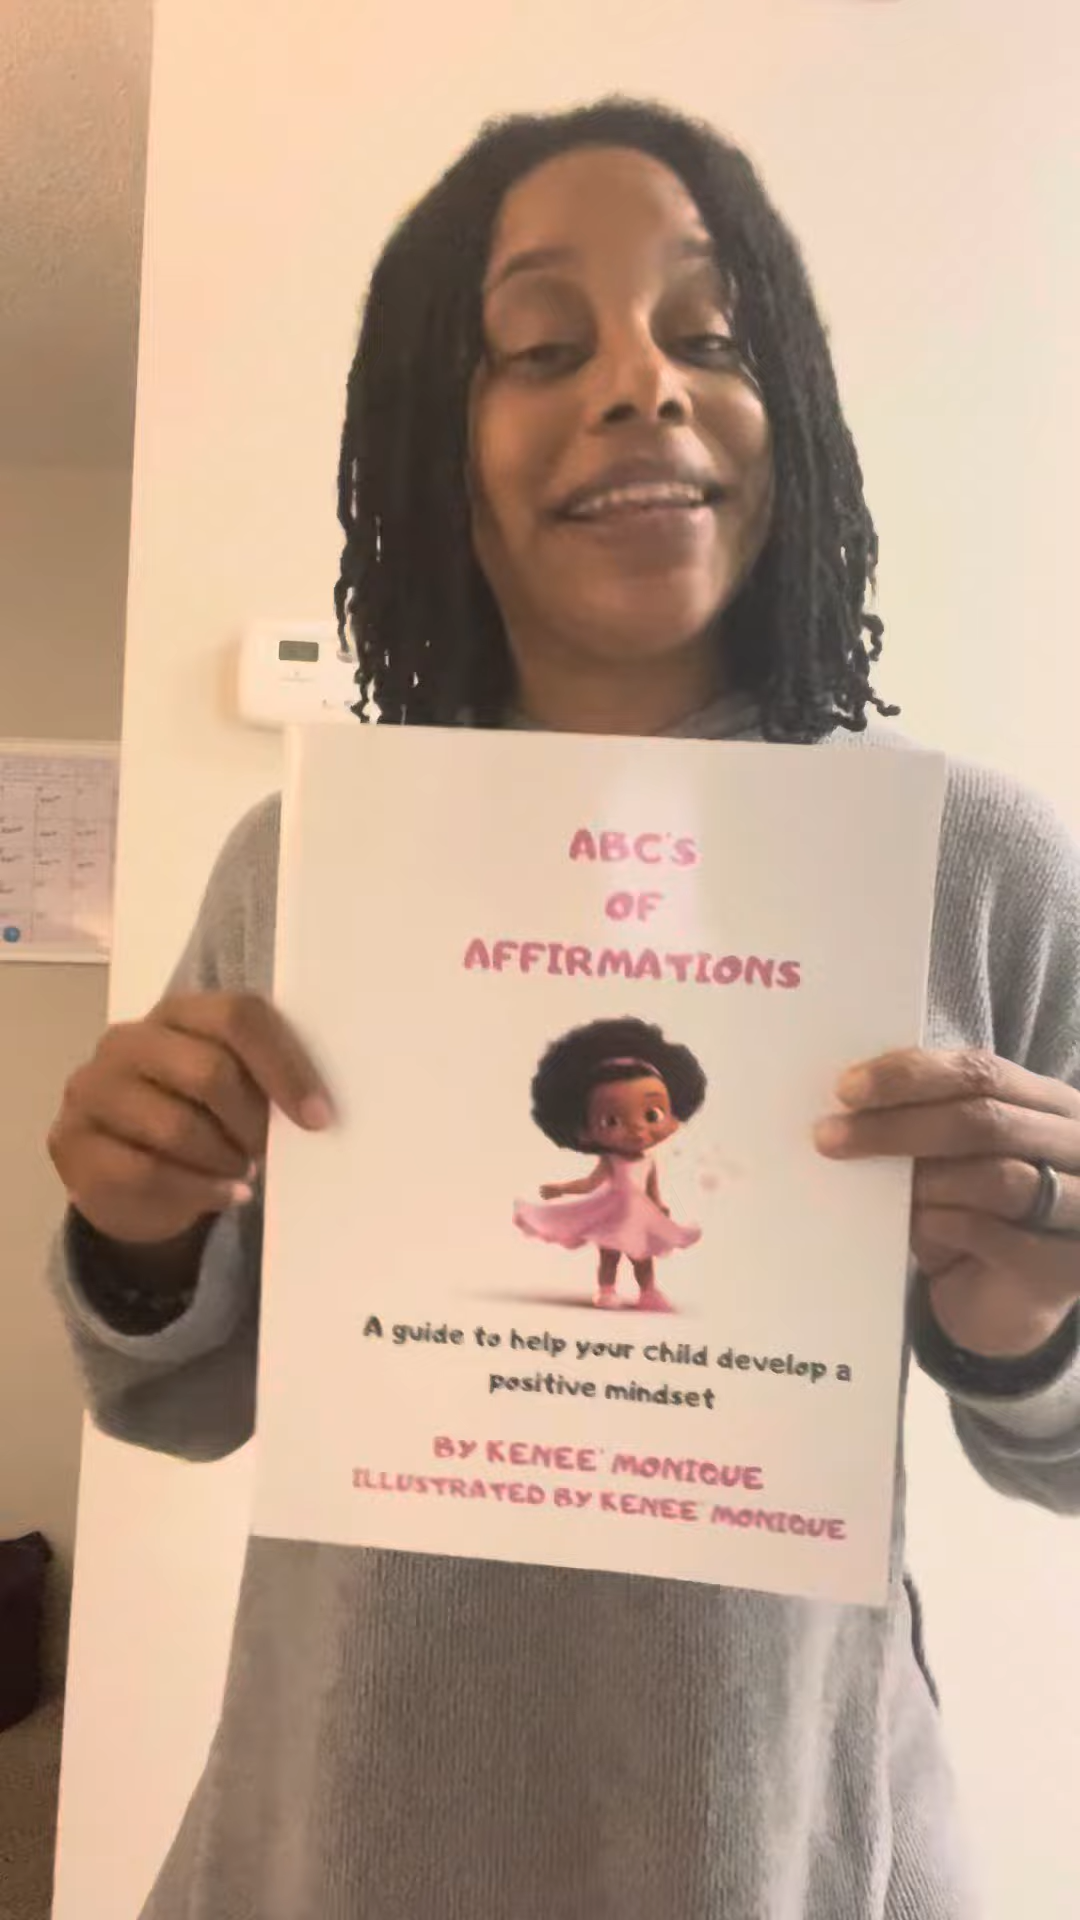 ABC's
OF
AFFIRMATIONS
A guide to help your child develop a
positive mindset
BY KENEE' MONIQUE
ILLUSTRATED BY KENEE' MONIQUE